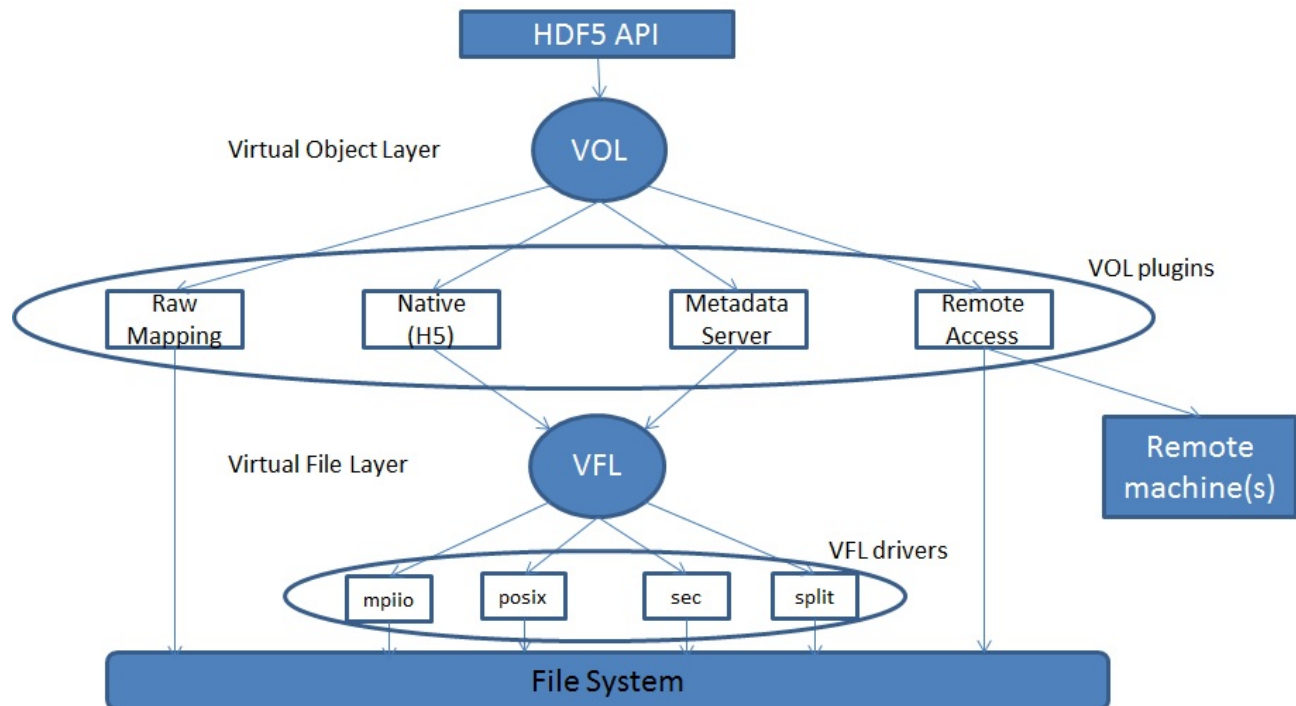 HDF5 API
VOL
Virtual Object Layer
VOL plugins
Raw
Mapping
Native
(H5)
Metadata
Server
Remote
Access
VFL
Virtual File Layer
Remote
machine(s)
VFL drivers
mpiio
posix
sec
split
File System